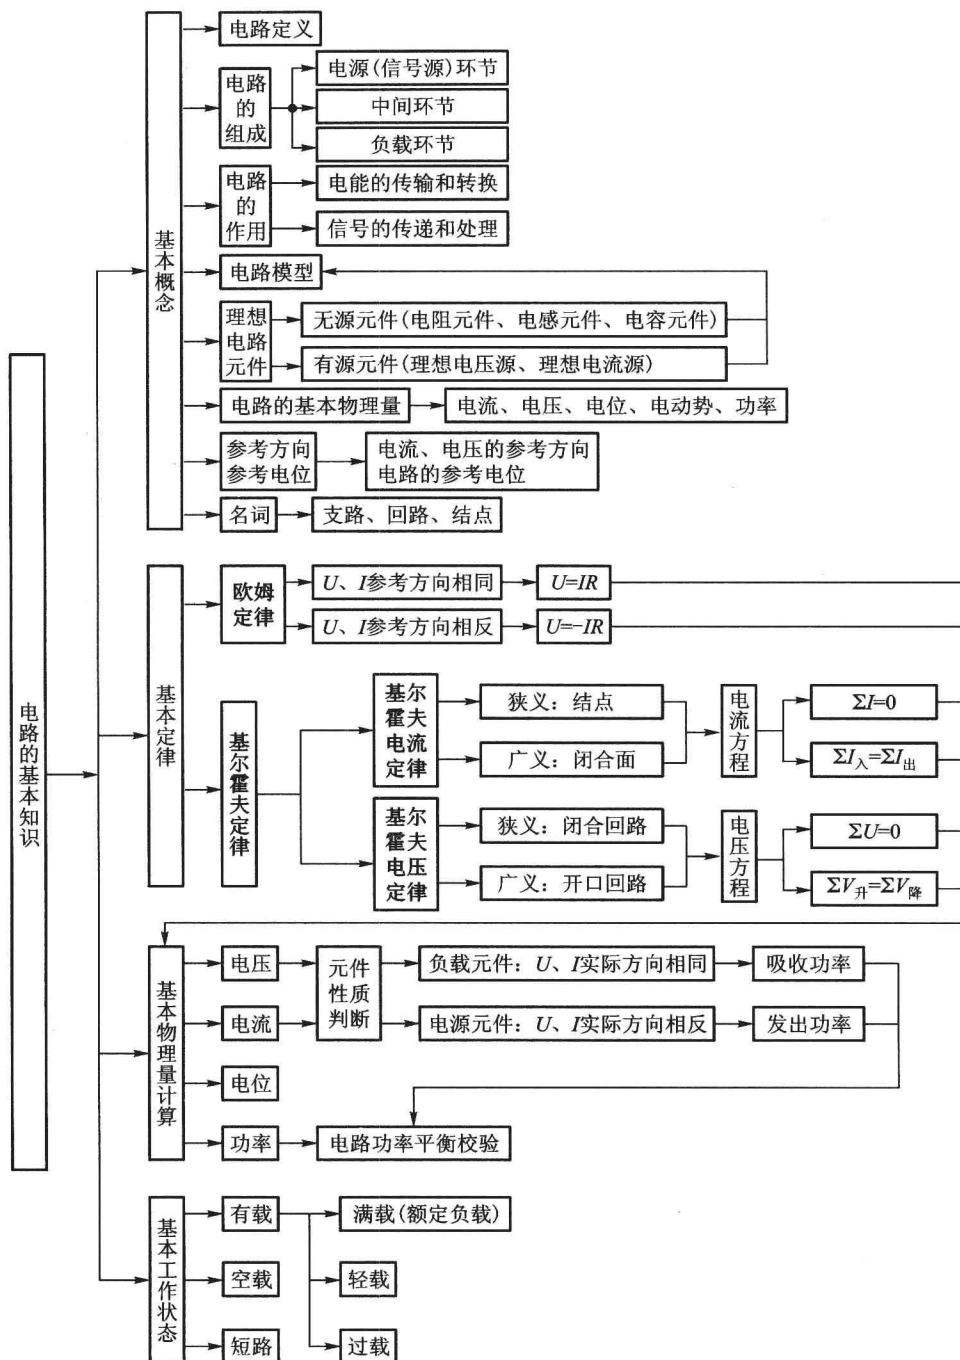 电路的基本知识
基本概念
电路定义
电路
的
组成
电源(信号源)环节
中间环节
负载环节
电路
的
作用
电能的传输和转换
信号的传递和处理
电路模型
理想
电路
元件
无源元件(电阻元件、电感元件、电容元件)
有源元件(理想电压源、理想电流源)
电路的基本物理量
电流、电压、电位、电动势、功率
参考方向
参考电位
电流、电压的参考方向
电路的参考电位
名词
支路、回路、结点
基本定律
欧姆
定律
U、I参考方向相同
U=IR
U、I参考方向相反
U=-IR
基尔霍夫定律
基尔
霍夫
电流
定律
狭义：结点
广义：闭合面
电流方程
ΣI=0
ΣI入=ΣI出
基尔
霍夫
电压
定律
狭义：闭合回路
广义：开口回路
电压方程
ΣU=0
ΣV升=ΣV降
基本物理量计算
电压
电流
电位
功率
元件
性质
判断
负载元件：U、I实际方向相同
吸收功率
电源元件：U、I实际方向相反
发出功率
电路功率平衡校验
基本工作状态
有载
空载
短路
满载(额定负载)
轻载
过载